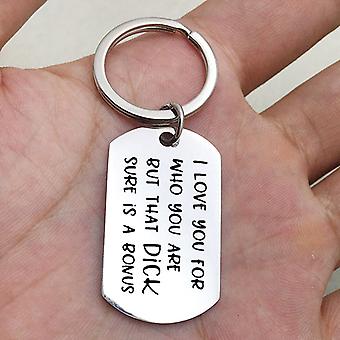 I LOVE YOU FOR
WHO YOU ARE
BUT THAT DiCK
SURE iS A BONUS